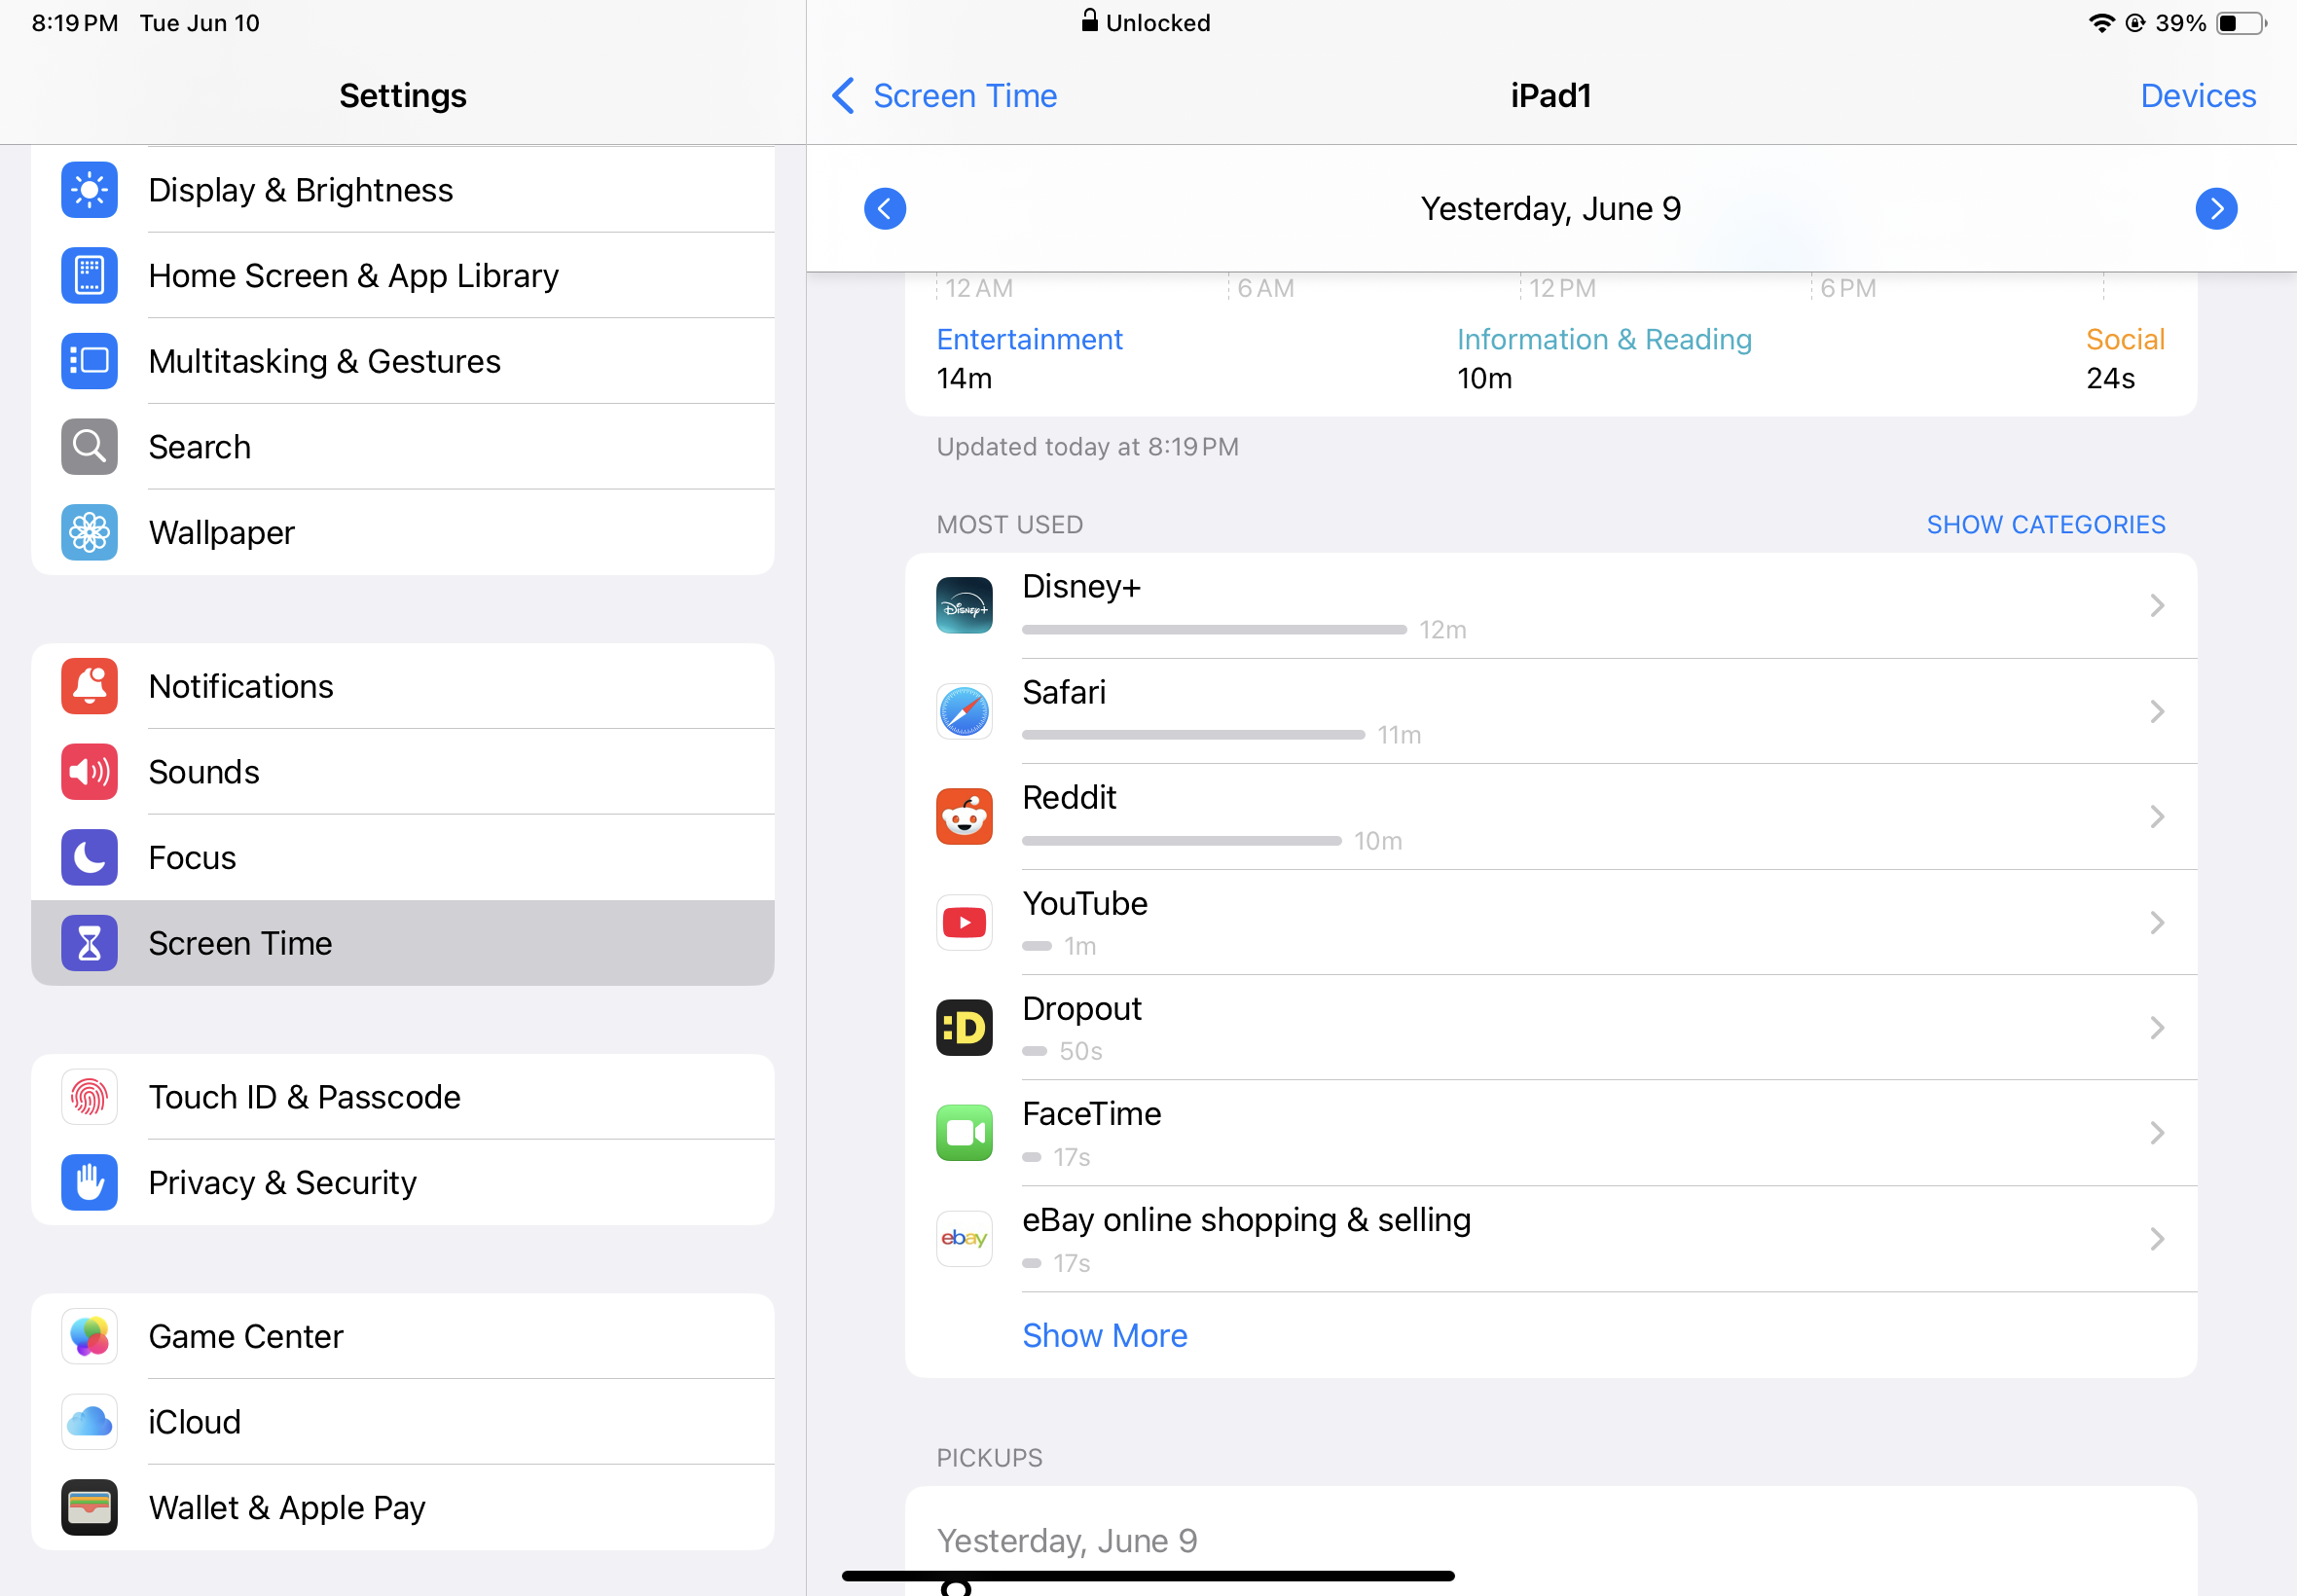 8:19 PM Tue Jun 10
Unlocked
39%
Settings
Display & Brightness
Home Screen & App Library
Multitasking & Gestures
Search
Wallpaper
Notifications
Sounds
Focus
Screen Time
Touch ID & Passcode
Privacy & Security
Game Center
iCloud
Wallet & Apple Pay
Screen Time
iPad1
Devices
Yesterday, June 9
12 AM 6 AM 12 PM 6 PM
Entertainment Information & Reading Social
14m 10m 24s
Updated today at 8:19 PM
MOST USED SHOW CATEGORIES
Disney+
Disney+
12m
Safari
11m
Reddit
10m
YouTube
1m
:D
Dropout
50s
FaceTime
17s
ebay
eBay online shopping & selling
17s
Show More
PICKUPS
Yesterday, June 9